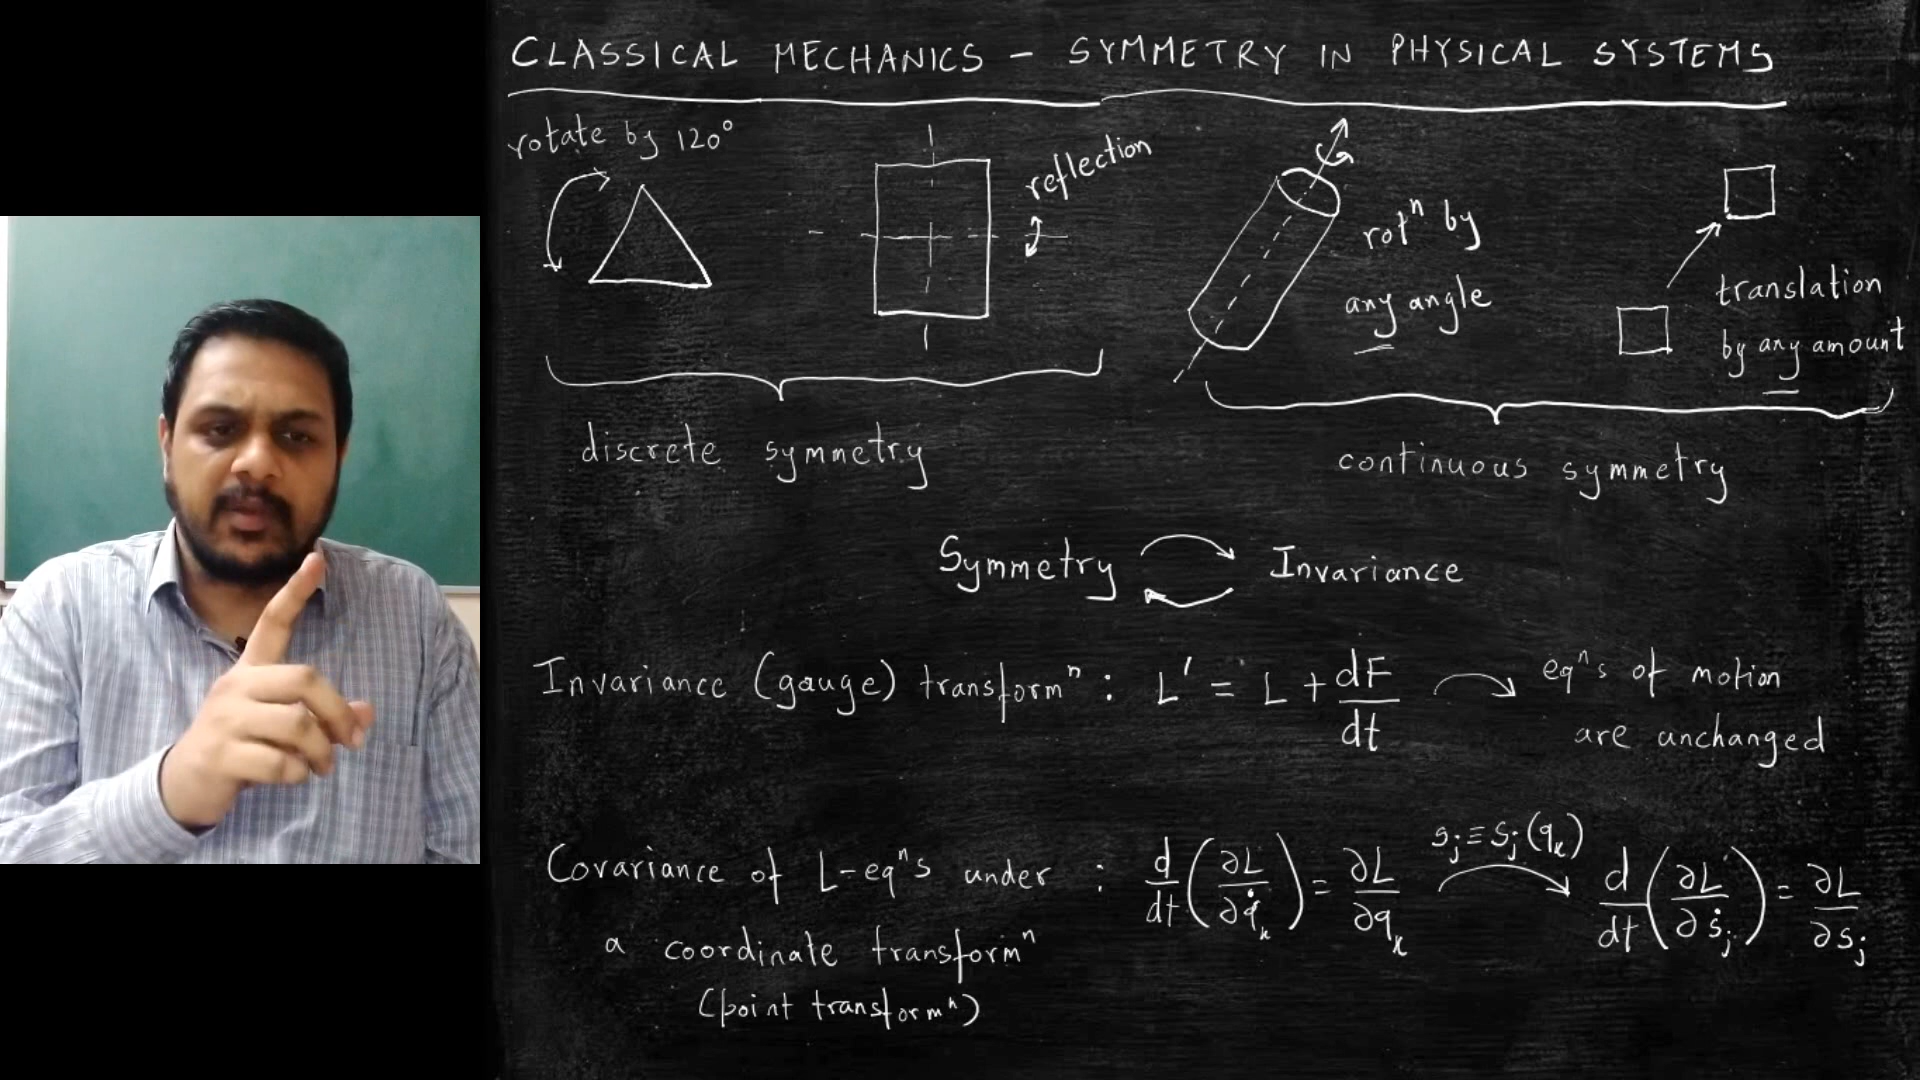 CLASSICAL MECHANICS - SYMMETRY IN PHYSICAL SYSTEMS
rotate by 120°
reflection
rotⁿ by
any angle
translation
by any amount
discrete symmetry
continuous symmetry
Symmetry Invariance
Invariance (gauge) transformⁿ : L' = L + dF/dt
eqⁿs of motion
are unchanged
Covariance of L-eqⁿs under :
a coordinate transformⁿ
(point transformⁿ)
d/dt (∂L/∂q̇ₖ) = ∂L/∂qₖ
sⱼ ≡ sⱼ(qₖ)
d/dt (∂L/∂ṡⱼ) = ∂L/∂sⱼ